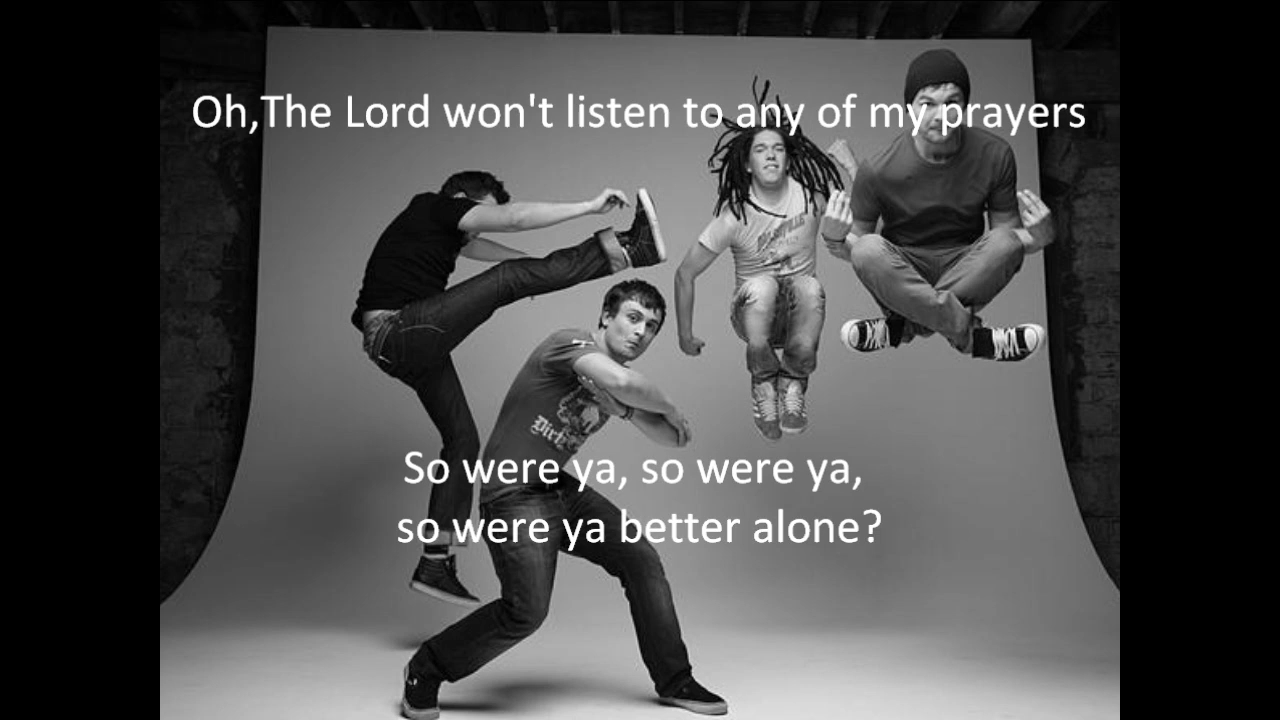 Oh,The Lord won't listen to any of my prayers
Dirty
So were ya, so were ya,
so were ya better alone?